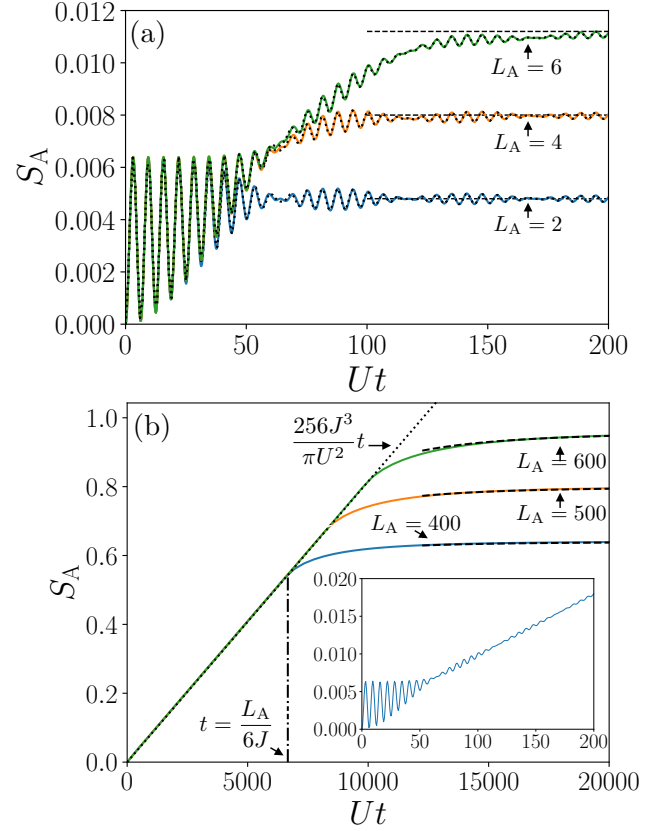 (a)
0.012
0.010
0.008
0.006
0.004
0.002
0.000
S_A
L_A = 6
L_A = 4
L_A = 2
0 50 100 150 200
Ut
(b)
1.0
0.8
0.6
0.4
0.2
0.0
S_A
256J^3/πU^2 t
L_A = 600
L_A = 500
L_A = 400
t = L_A/6J
0.020
0.015
0.010
0.005
0.000
0 50 100 150 200
0 5000 10000 15000 20000
Ut